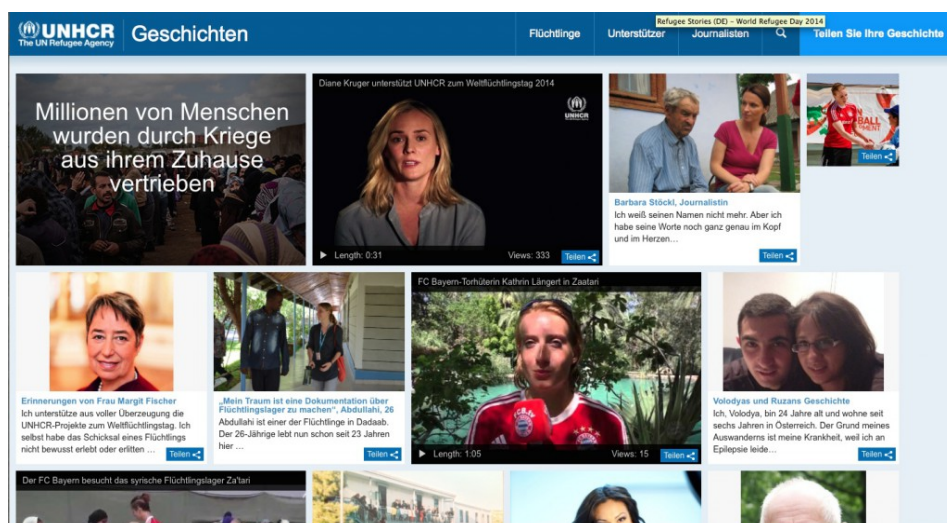 UNHCR
The UN Refugee Agency
Geschichten
Flüchtlinge
Unterstützer
Journalisten
Refugee Stories (DE) – World Refugee Day 2014
Teilen Sie Ihre Geschichte
Millionen von Menschen
wurden durch Kriege
aus ihrem Zuhause
vertrieben
Diane Kruger unterstützt UNHCR zum Weltflüchtlingstag 2014
UNHCR
Length: 0:31
Views: 333
Teilen
Barbara Stöckl, Journalistin
Ich weiß seinen Namen nicht mehr. Aber ich
habe seine Worte noch ganz genau im Kopf
und im Herzen…
Teilen
Teilen
Erinnerungen von Frau Margit Fischer
Ich unterstütze aus voller Überzeugung die
UNHCR-Projekte zum Weltflüchtlingstag. Ich
selbst habe das Schicksal eines Flüchtlings
nicht bewusst erlebt oder erlitten …
Teilen
„Mein Traum ist eine Dokumentation über
Flüchtlingslager zu machen“, Abdullahi, 26
Abdullahi ist einer der Flüchtlinge in Dadaab.
Der 26-Jährige lebt nun schon seit 23 Jahren
hier …
Teilen
FC Bayern-Torhüterin Kathrin Längert in Zaatari
Length: 1:05
Views: 15
Teilen
Volodyas und Ruzans Geschichte
Ich, Volodya, bin 24 Jahre alt und wohne seit
sechs Jahren in Österreich. Der Grund meines
Auswanderns ist meine Krankheit, weil ich an
Epilepsie leide…
Teilen
Der FC Bayern besucht das syrische Flüchtlingslager Za'tari